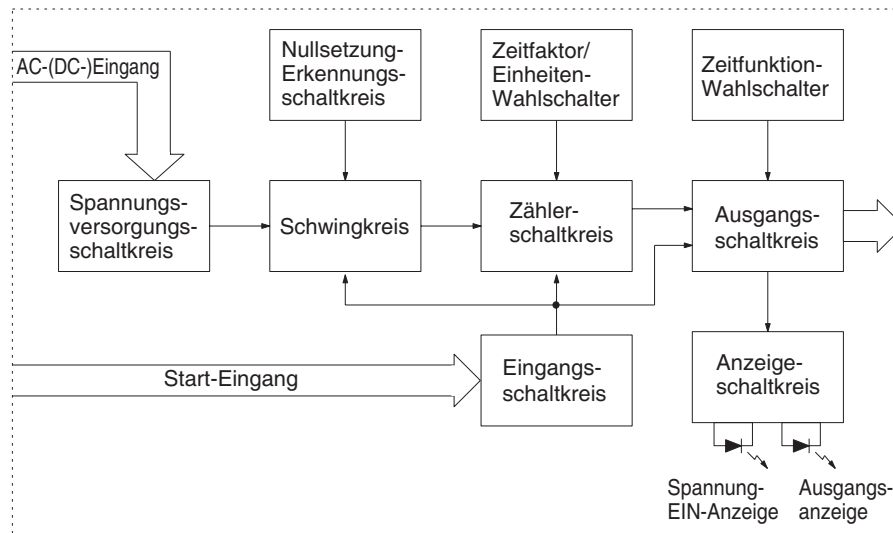 AC-(DC-)Eingang
Nullsetzung-
Erkennungs-
schaltkreis
Zeitfaktor/
Einheiten-
Wahlschalter
Zeitfunktion-
Wahlschalter
Spannungs-
versorgungs-
schaltkreis
Schwingkreis
Zähler-
schaltkreis
Ausgangs-
schaltkreis
Start-Eingang
Eingangs-
schaltkreis
Anzeige-
schaltkreis
Spannung-
EIN-Anzeige
Ausgangs-
anzeige